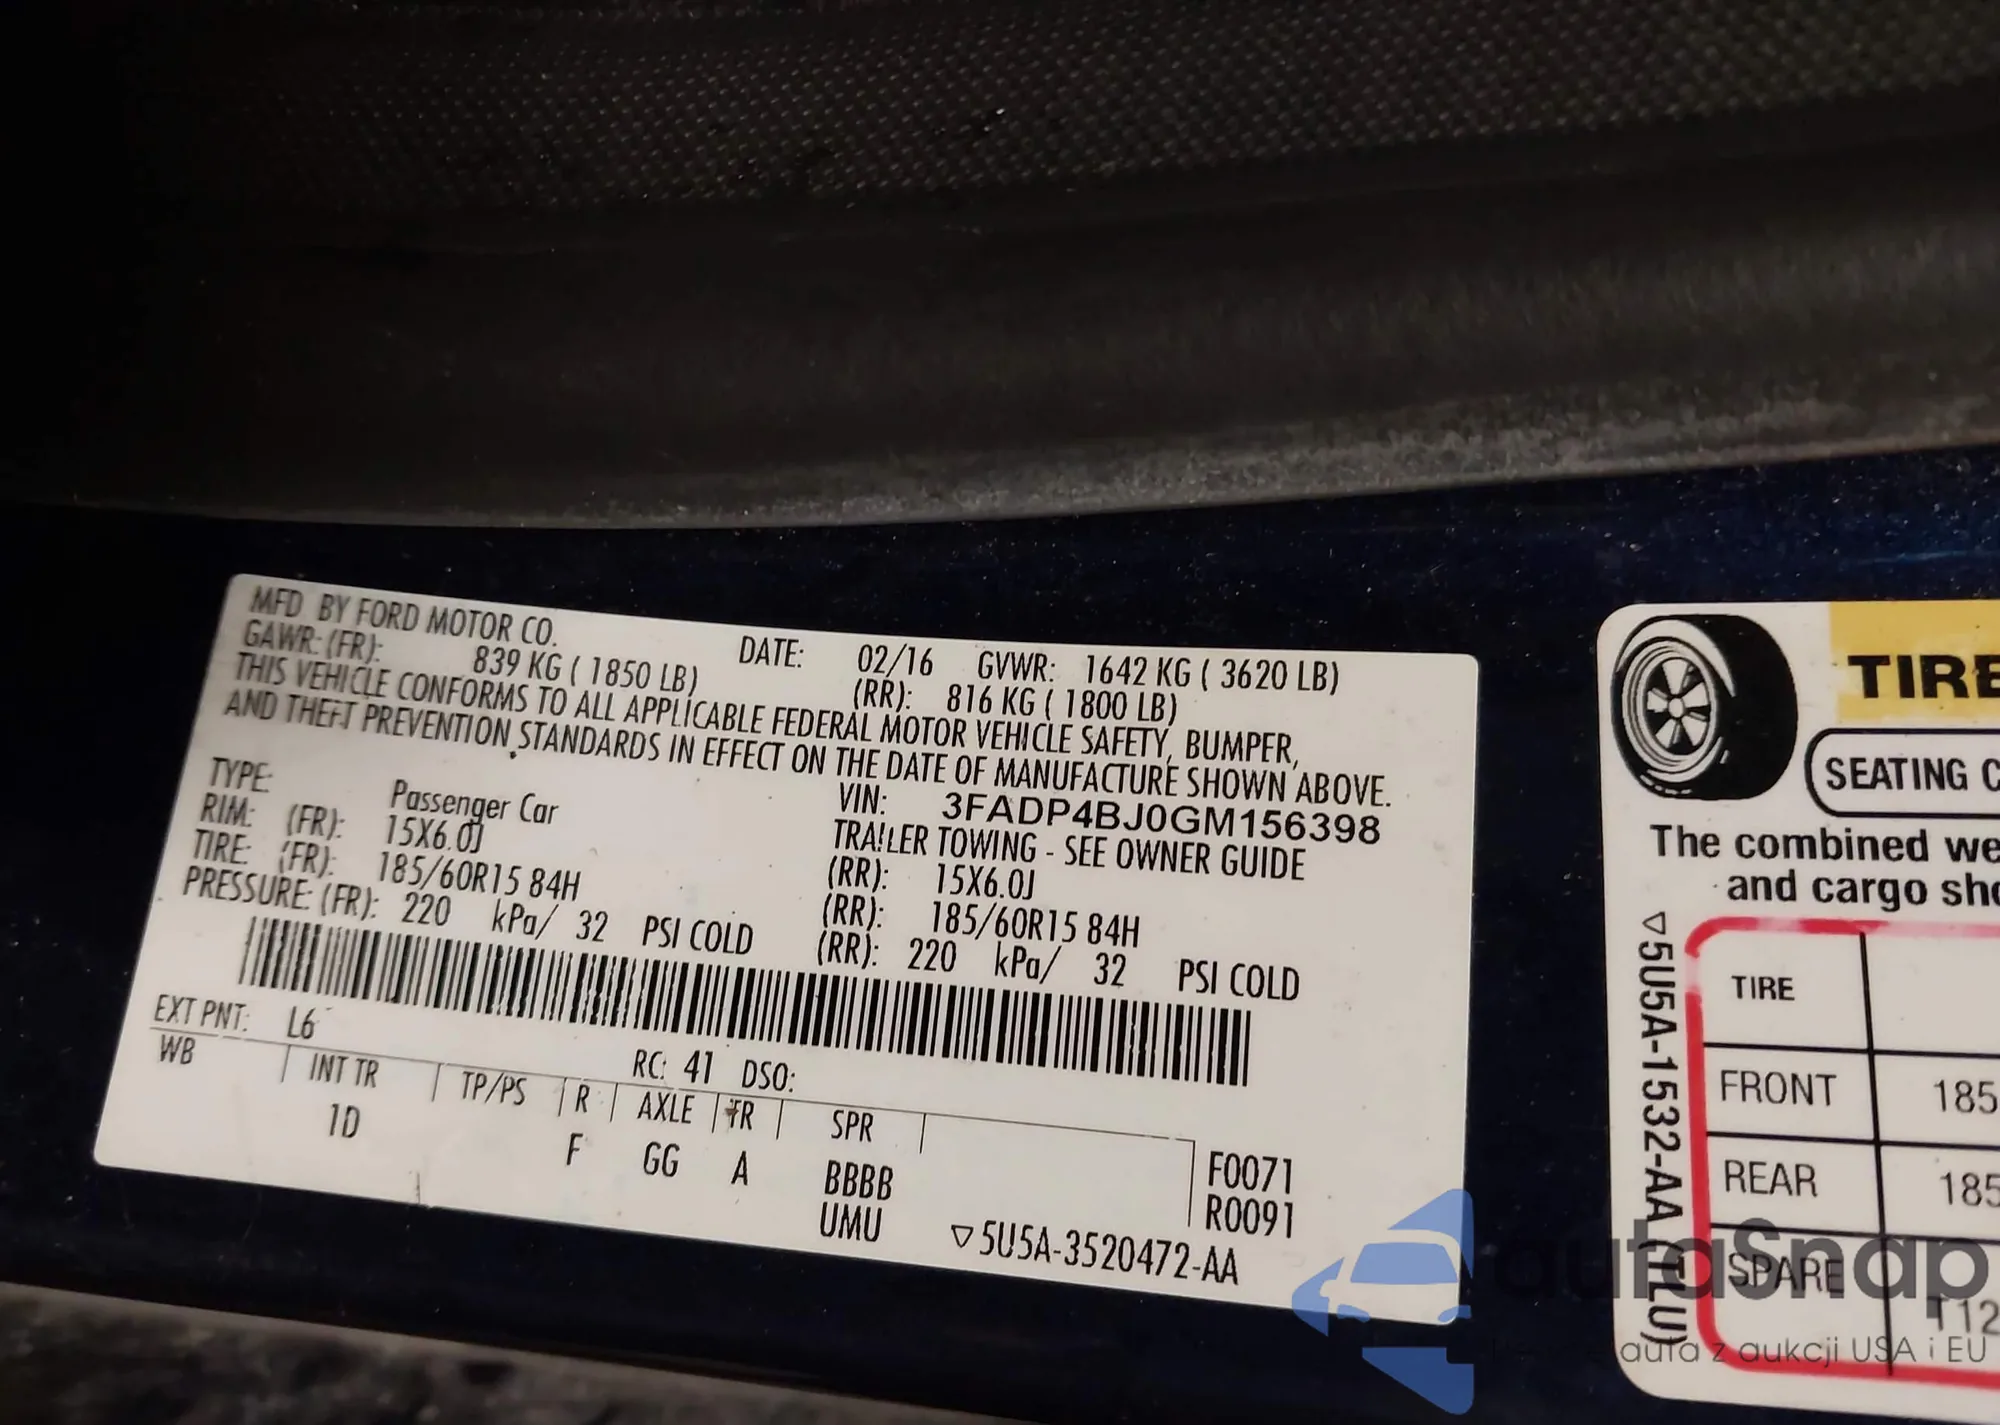 MFD BY FORD MOTOR CO.
DATE: 02/16 GVWR: 1642 KG ( 3620 LB)
GAWR: (FR): 839 KG ( 1850 LB) (RR): 816 KG ( 1800 LB)
THIS VEHICLE CONFORMS TO ALL APPLICABLE FEDERAL MOTOR VEHICLE SAFETY, BUMPER,
AND THEFT PREVENTION STANDARDS IN EFFECT ON THE DATE OF MANUFACTURE SHOWN ABOVE.
VIN: 3FADP4BJ0GM156398
TYPE: Passenger Car TRAILER TOWING - SEE OWNER GUIDE
RIM: (FR): 15X6.0J (RR): 15X6.0J
TIRE: (FR): 185/60R15 84H (RR): 185/60R15 84H
PRESSURE: (FR): 220 kPa/ 32 PSI COLD (RR): 220 kPa/ 32 PSI COLD
EXT PNT: L6 RC: 41 DSO:
WB INT TR TP/PS R AXLE TR SPR
1D F GG A BBBB F0071
UMU R0091
▽5U5A-3520472-AA
TIRE
SEATING C
The combined we
and cargo sho
▽5U5A-1532-AA (TLU)
TIRE
FRONT 185
REAR 185
SPARE T12
autaSnap
auta z aukcji USA i EU